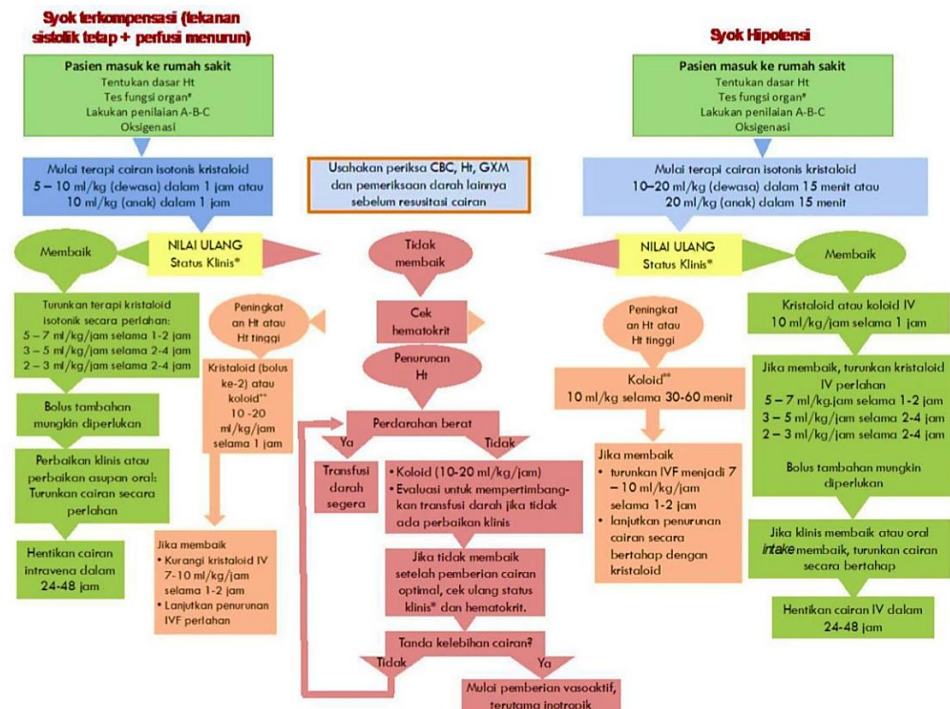 Syok terkompensasi (tekanan
sistolik tetap + perfusi menurun)
Pasien masuk ke rumah sakit
Tentukan dasar Ht
Tes fungsi organ*
Lakukan penilaian A-B-C
Oksigenasi
Mulai terapi cairan isotonis kristaloid
5 – 10 ml/kg (dewasa) dalam 1 jam atau
10 ml/kg (anak) dalam 1 jam
Membaik
NILAI ULANG
Status Klinis*
Turunkan terapi kristaloid
isotonik secara perlahan:
5 – 7 ml/kg/jam selama 1-2 jam
3 – 5 ml/kg/jam selama 2-4 jam
2 – 3 ml/kg/jam selama 2-4 jam
Bolus tambahan
mungkin diperlukan
Perbaikan klinis atau
perbaikan asupan oral:
Turunkan cairan secara
perlahan
Hentikan cairan
intravena dalam
24-48 jam
Peningkat
an Ht atau
Ht tinggi
Kristaloid (bolus
ke-2) atau
koloid**
10 -20
ml/kg/jam
selama 1 jam
Jika membaik
• Kurangi kristaloid IV
7-10 ml/kg/jam
selama 1-2 jam
• Lanjutkan penurunan
IVF perlahan
Usahakan periksa CBC, Ht, GXM
dan pemeriksaan darah lainnya
sebelum resusitasi cairan
Tidak
membaik
Cek
hematokrit
Penurunan
Ht
Perdarahan berat
Ya
Tidak
Transfusi
darah
segera
• Koloid (10-20 ml/kg/jam)
• Evaluasi untuk mempertimbang-
kan transfusi darah jika tidak
ada perbaikan klinis
Jika tidak membaik
setelah pemberian cairan
optimal, cek ulang status
klinis* dan hematokrit.
Tanda kelebihan cairan?
Tidak
Ya
Mulai pemberian vasoaktif,
terutama inotropik
Syok Hipotensi
Pasien masuk ke rumah sakit
Tentukan dasar Ht
Tes fungsi organ*
Lakukan penilaian A-B-C
Oksigenasi
Mulai terapi cairan isotonis kristaloid
10–20 ml/kg (dewasa) dalam 15 menit atau
20 ml/kg (anak) dalam 15 menit
NILAI ULANG
Status Klinis*
Membaik
Peningkat
an Ht atau
Ht tinggi
Koloid**
10 ml/kg selama 30-60 menit
Jika membaik
• turunkan IVF menjadi 7
– 10 ml/kg/jam
selama 1-2 jam
• lanjutkan penurunan
cairan secara
bertahap dengan
kristaloid
Kristaloid atau koloid IV
10 ml/kg/jam selama 1 jam
Jika membaik, turunkan kristaloid
IV perlahan
5 – 7 ml/kg.jam selama 1-2 jam
3 – 5 ml/kg/jam selama 2-4 jam
2 – 3 ml/kg/jam selama 2-4 jam
Bolus tambahan mungkin
diperlukan
Jika klinis membaik atau oral
intake membaik, turunkan cairan
secara bertahap
Hentikan cairan IV dalam
24-48 jam